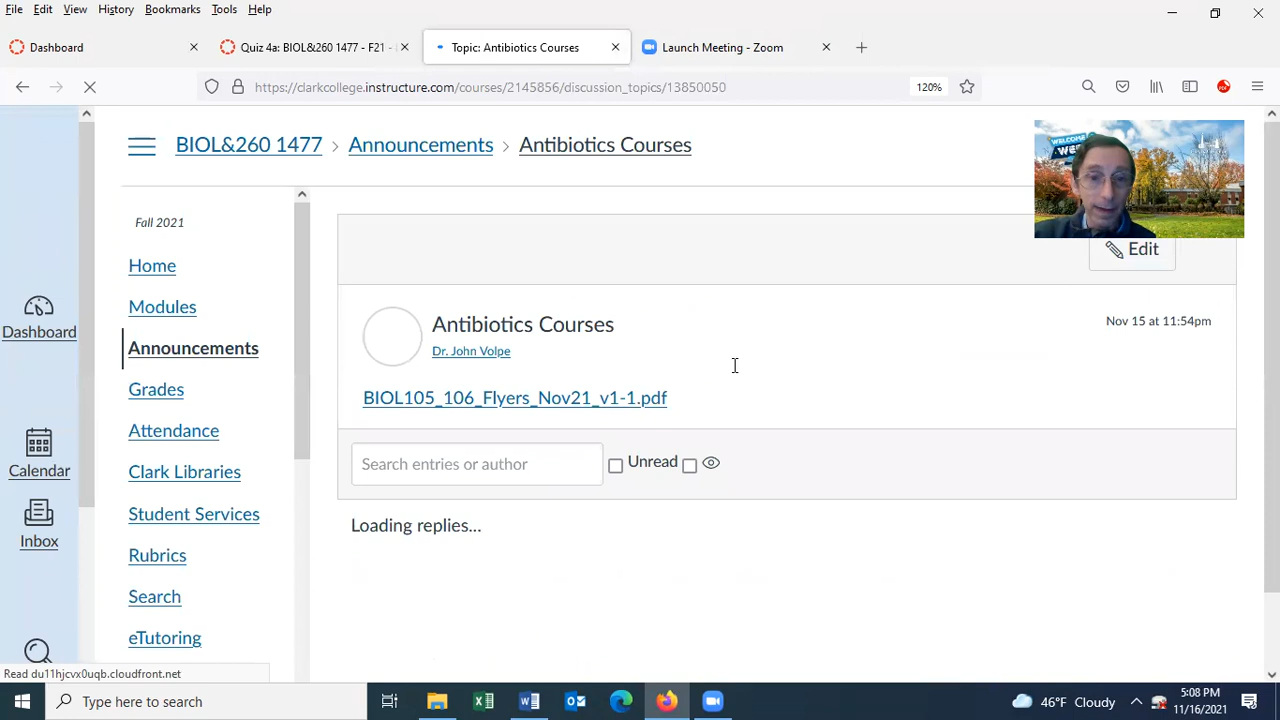 File Edit View History Bookmarks Tools Help
Dashboard
Quiz 4a: BIOL&260 1477 - F21 -
Topic: Antibiotics Courses
Launch Meeting - Zoom
https://clarkcollege.instructure.com/courses/2145856/discussion_topics/13850050
120%
BIOL&260 1477 > Announcements > Antibiotics Courses
Fall 2021
Home
Modules
Announcements
Grades
Attendance
Clark Libraries
Student Services
Rubrics
Search
eTutoring
Dashboard
Calendar
Inbox
Edit
Antibiotics Courses
Dr. John Volpe
Nov 15 at 11:54pm
BIOL105_106_Flyers_Nov21_v1-1.pdf
Search entries or author
Unread
Loading replies...
WELCOME
Read du11hjcvx0uqb.cloudfront.net
Type here to search
46°F Cloudy
5:08 PM
11/16/2021